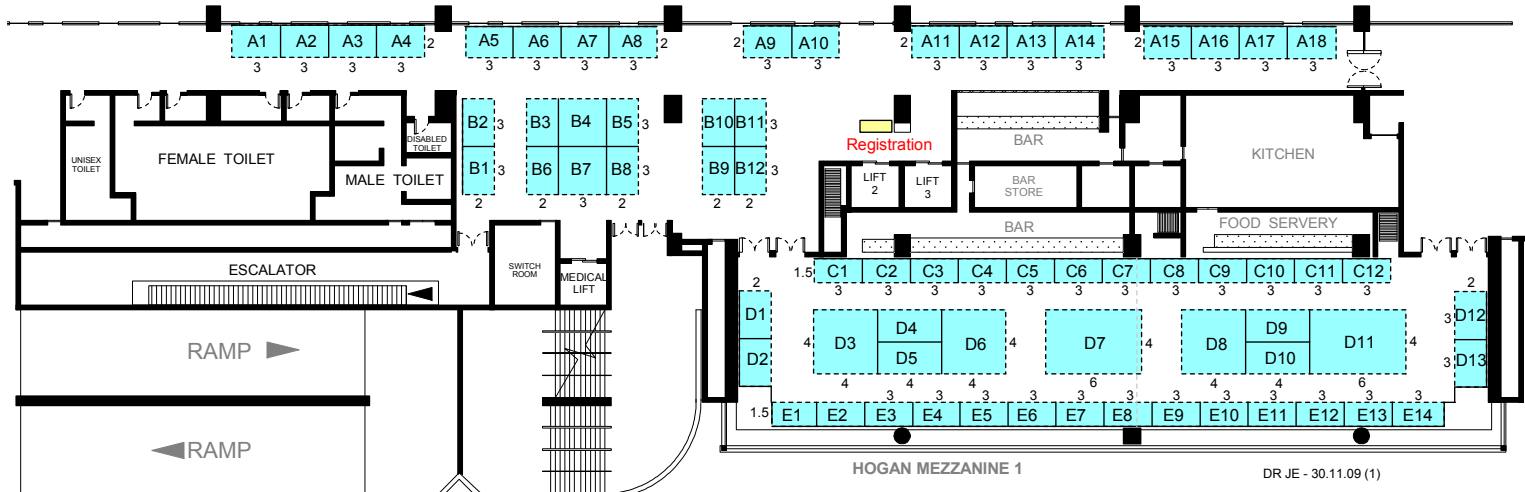 A1 A2 A3 A4 2 A5 A6 A7 A8 2 2 A9 A10 2 A11 A12 A13 A14 2 A15 A16 A17 A18
3 3 3 3 3 3 3 3 3 3 3 3 3 3 3 3 3 3
B2 3 B3 B4 B5 3 B10 B11 3
Registration
DISABLED
TOILET
BAR
UNISEX
TOILET
FEMALE TOILET
KITCHEN
B1 3 B6 B7 B8 3 B9 B12 3
MALE TOILET
LIFT
2
LIFT
3
BAR
STORE
2 2 3 2 2 2
BAR
FOOD SERVERY
ESCALATOR
SWITCH
ROOM
MEDICAL
LIFT
1.5 C1 C2 C3 C4 C5 C6 C7 C8 C9 C10 C11 C12
2 3 3 3 3 3 3 3 3 3 3 3 3 2
D1 D4 D9 3 D12
RAMP
4 D3 D6 4 D7 4 D8 D11 4
D2 D5 D10 3 D13
4 4 4 6 4 4 6
3 3 3 3 3 3 3 3 3 3 3 3
1.5 E1 E2 E3 E4 E5 E6 E7 E8 E9 E10 E11 E12 E13 E14
RAMP
HOGAN MEZZANINE 1
DR JE - 30.11.09 (1)